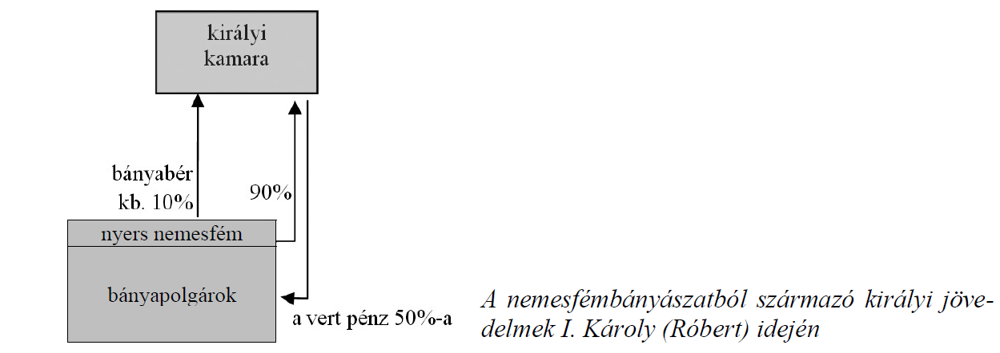 királyi
kamara
bányabér
kb. 10%
90%
nyers nemesfém
bányapolgárok
a vert pénz 50%-a
A nemesfémbányászatból származó királyi jöve-
delmek I. Károly (Róbert) idején